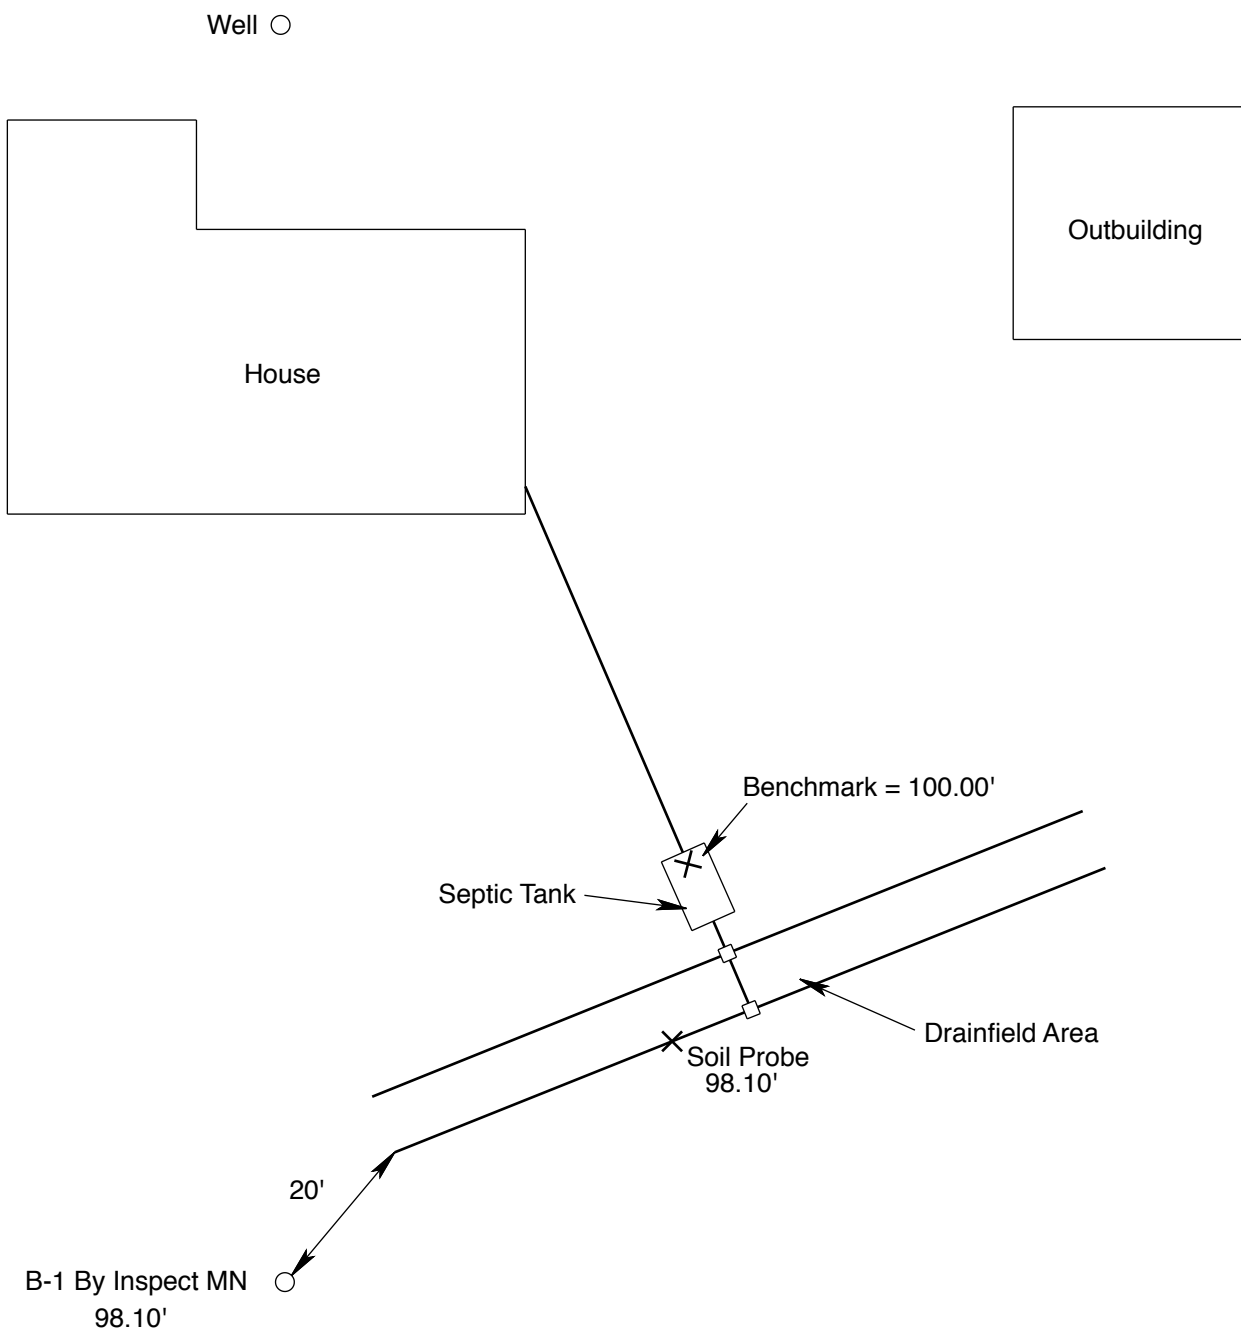 Well
Outbuilding
House
Benchmark = 100.00'
Septic Tank
Drainfield Area
Soil Probe
98.10'
20'
B-1 By Inspect MN
98.10'